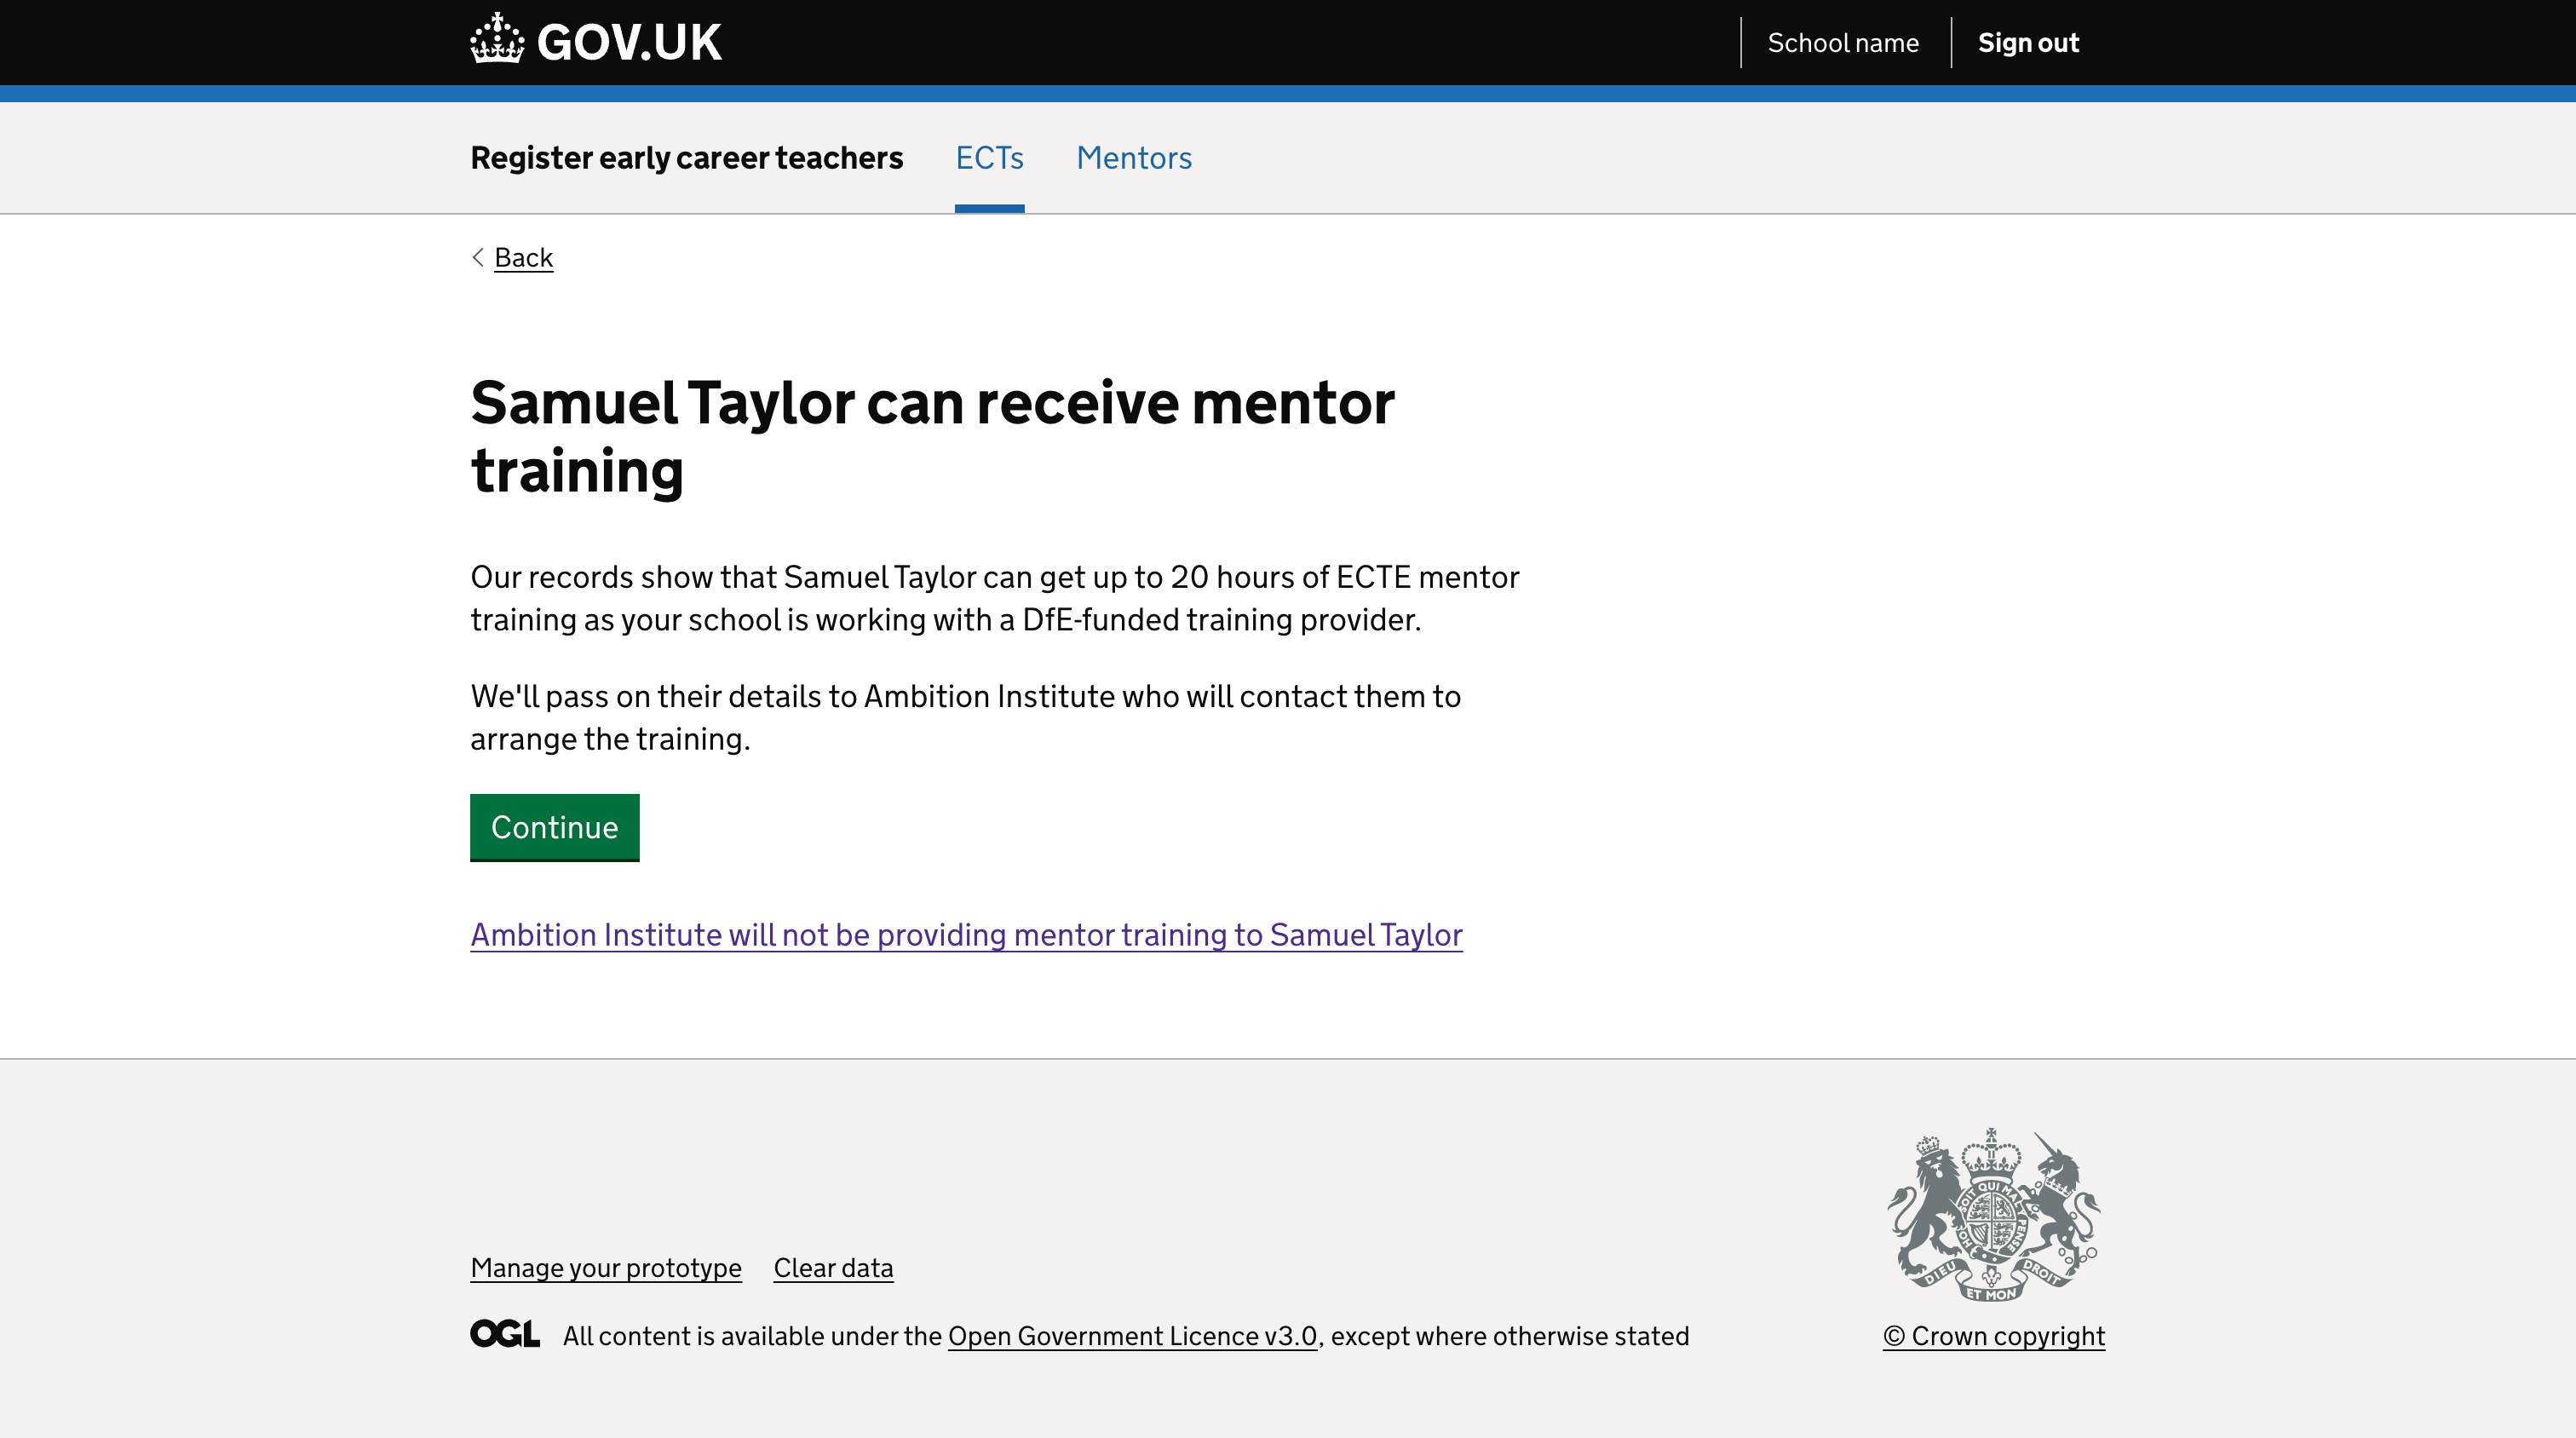 GOV.UK
School name
Sign out
Register early career teachers
ECTs
Mentors
Back
Samuel Taylor can receive mentor
training
Our records show that Samuel Taylor can get up to 20 hours of ECTE mentor
training as your school is working with a DfE-funded training provider.
We'll pass on their details to Ambition Institute who will contact them to
arrange the training.
Continue
Ambition Institute will not be providing mentor training to Samuel Taylor
Manage your prototype
Clear data
OGL
All content is available under the Open Government Licence v3.0, except where otherwise stated
SOIT QUI MAL Y PENSE
HONI
DIEU ET MON DROIT
© Crown copyright